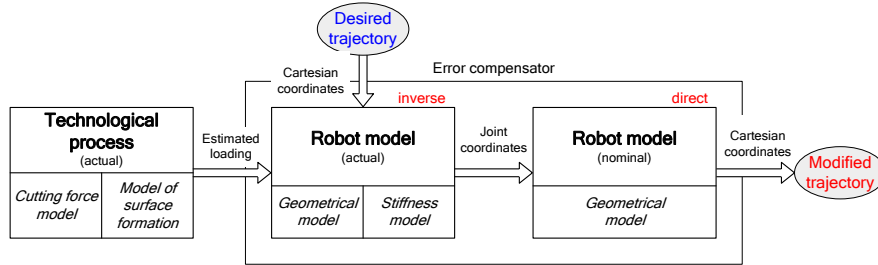 Desired
trajectory
Cartesian
coordinates
Error compensator
inverse
direct
Technological
process
(actual)
Cutting force
model
Model of
surface
formation
Estimated
loading
Robot model
(actual)
Geometrical
model
Stiffness
model
Joint
coordinates
Robot model
(nominal)
Geometrical
model
Cartesian
coordinates
Modified
trajectory